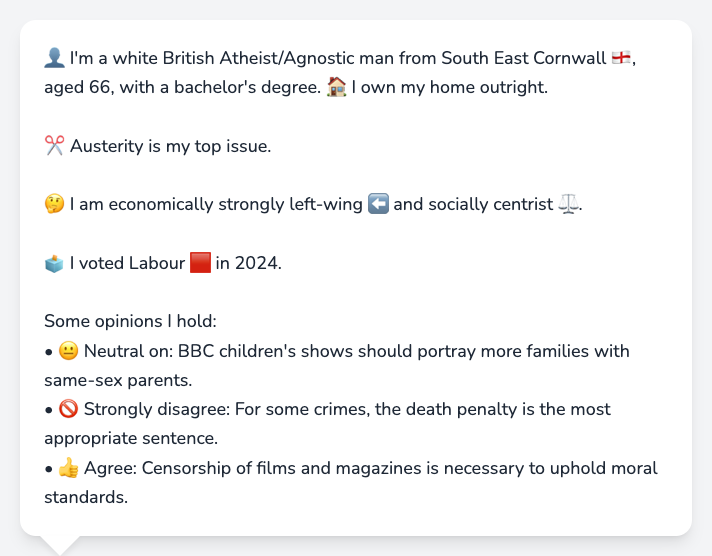 👤 I'm a white British Atheist/Agnostic man from South East Cornwall 🏴󠁧󠁢󠁥󠁮󠁧󠁿,
aged 66, with a bachelor's degree. 🏠 I own my home outright.
✂️ Austerity is my top issue.
🤔 I am economically strongly left-wing ⬅️ and socially centrist ⚖️.
🗳️ I voted Labour 🟥 in 2024.
Some opinions I hold:
• 😐 Neutral on: BBC children's shows should portray more families with
same-sex parents.
• 🚫 Strongly disagree: For some crimes, the death penalty is the most
appropriate sentence.
• 👍 Agree: Censorship of films and magazines is necessary to uphold moral
standards.